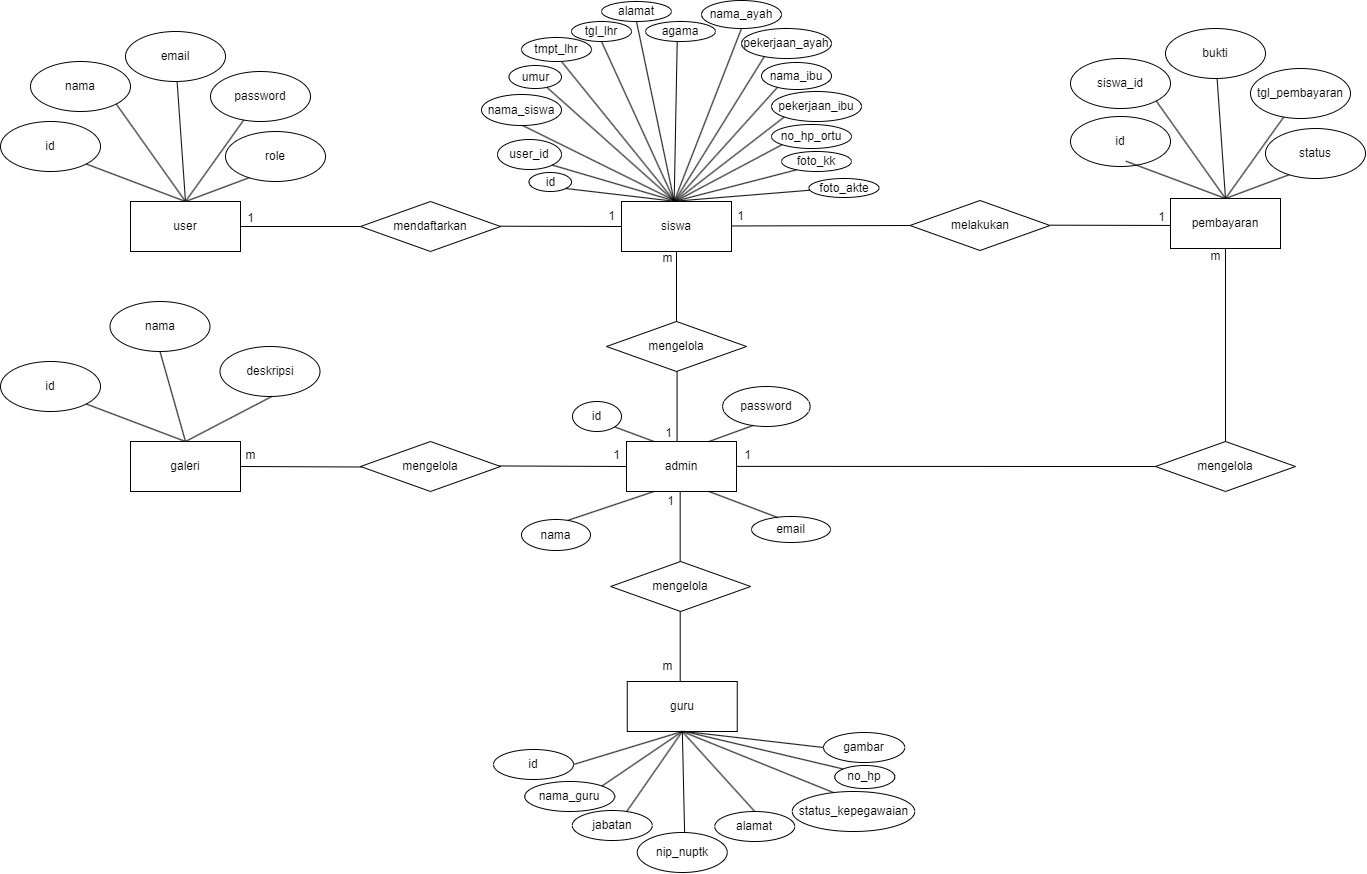 alamat
nama_ayah
tgl_lhr
agama
email
tmpt_lhr
pekerjaan_ayah
bukti
nama
umur
nama_ibu
siswa_id
tgl_pembayaran
password
nama_siswa
pekerjaan_ibu
id
user_id
no_hp_ortu
id
role
foto_kk
status
id
foto_akte
1
1
1
1
user
mendaftarkan
siswa
melakukan
pembayaran
m
m
nama
mengelola
id
deskripsi
id
password
1
m
1
1
galeri
mengelola
admin
mengelola
1
nama
email
mengelola
m
guru
id
gambar
no_hp
nama_guru
status_kepegawaian
jabatan
alamat
nip_nuptk